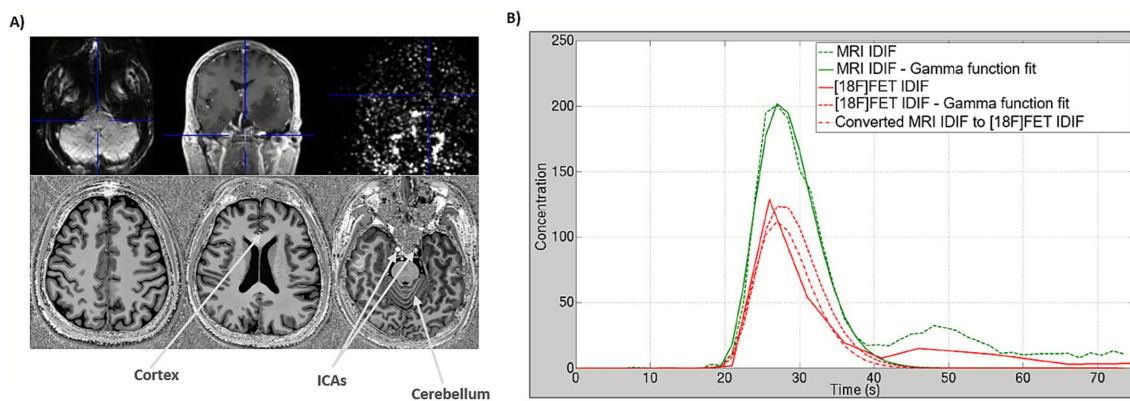 A)
Cortex
ICAs
Cerebellum
B)
250
200
150
100
50
0
Concentration
0 10 20 30 40 50 60 70
Time (s)
MRI IDIF
MRI IDIF - Gamma function fit
[18F]FET IDIF
[18F]FET IDIF - Gamma function fit
Converted MRI IDIF to [18F]FET IDIF